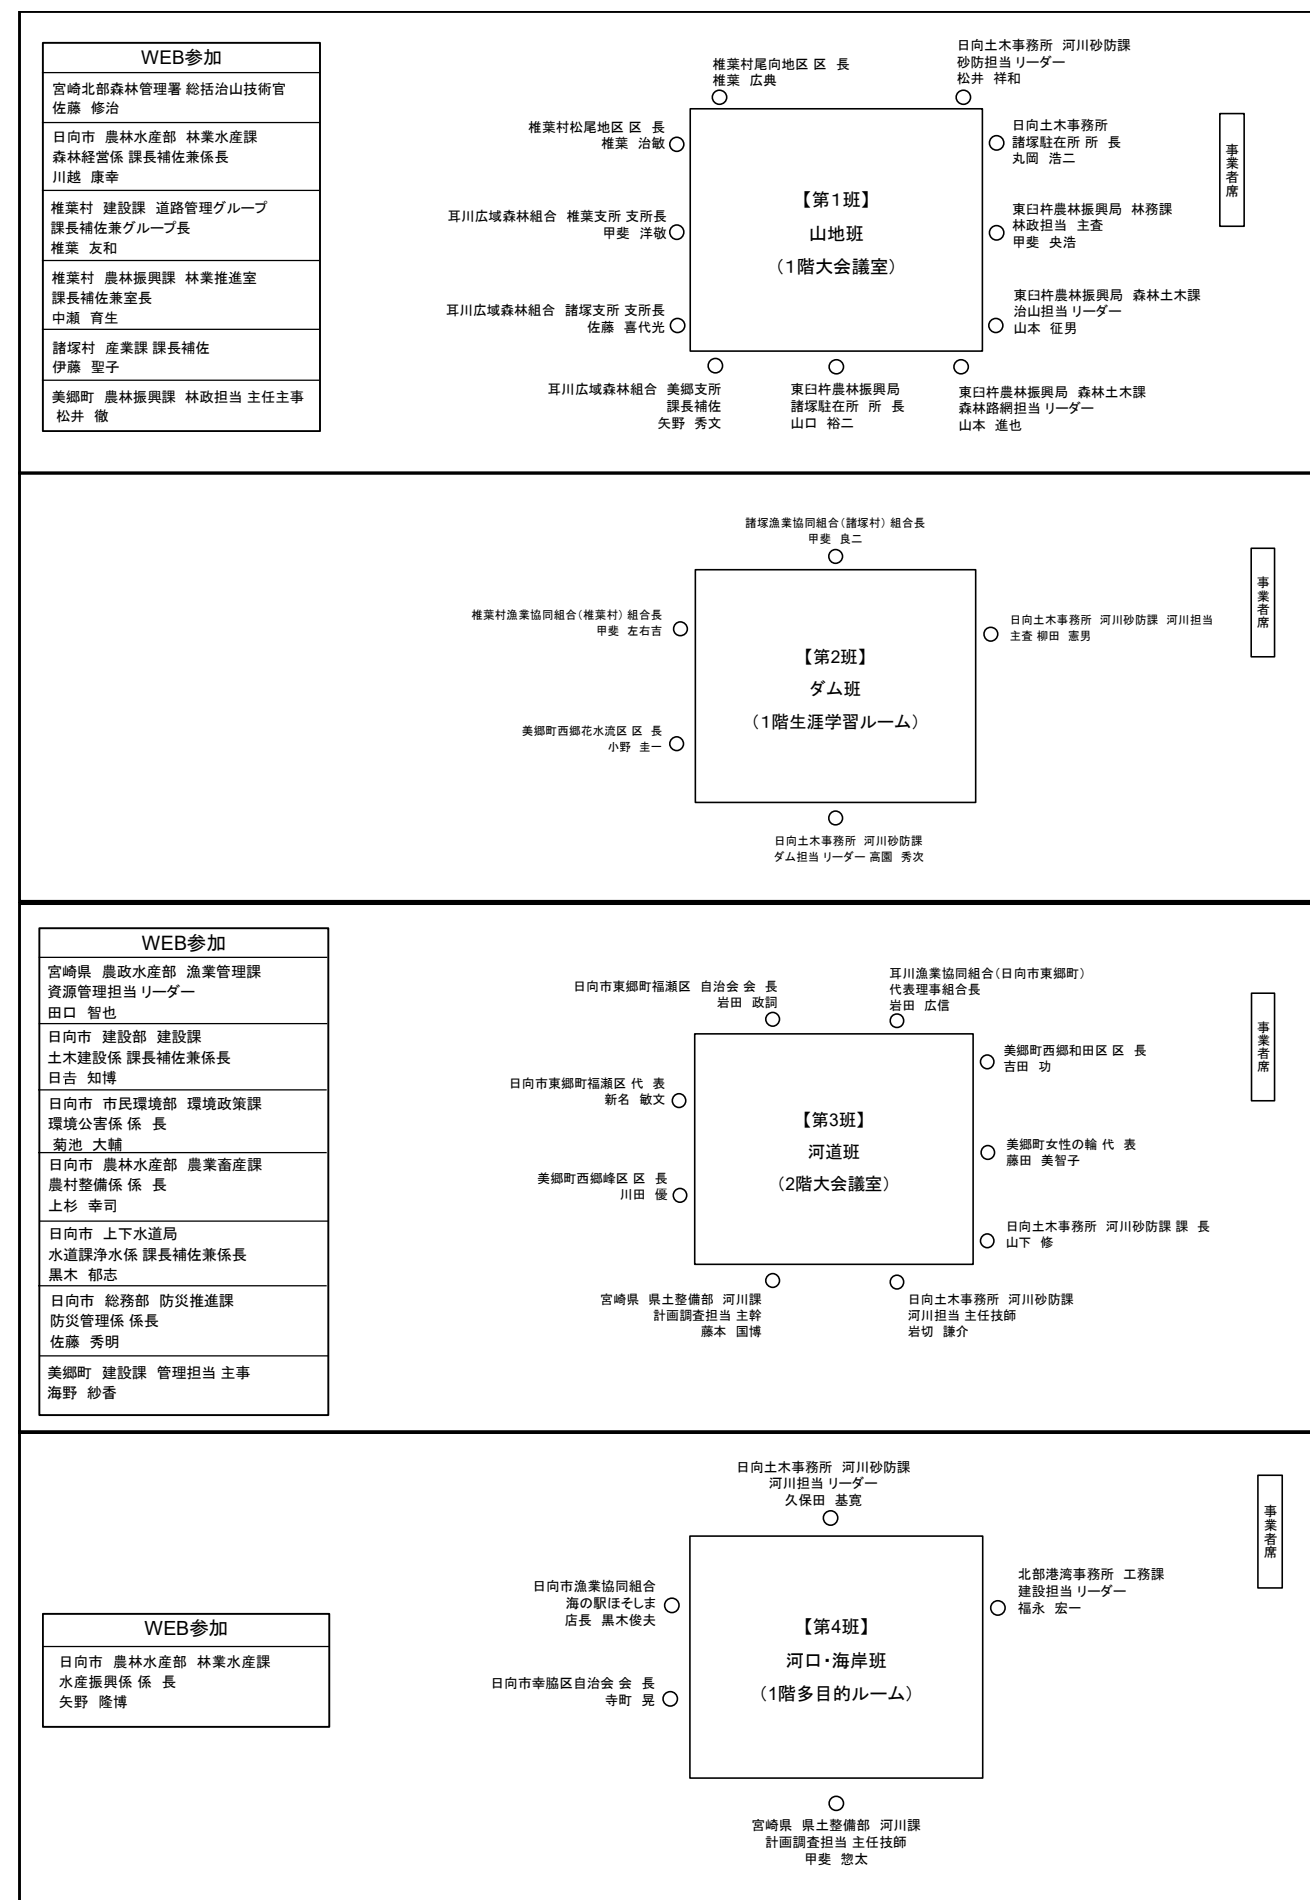 WEB参加
宮崎北部森林管理署 総括治山技術官
佐藤 修治
日向市 農林水産部 林業水産課
森林経営係 課長補佐兼係長
川越 康幸
椎葉村 建設課 道路管理グループ
課長補佐兼グループ長
椎葉 友和
椎葉村 農林振興課 林業推進室
課長補佐兼室長
中瀬 育生
諸塚村 産業課 課長補佐
伊藤 聖子
美郷町 農林振興課 林政担当 主任主事
松井 徹
椎葉村尾向地区 区 長
椎葉 広典
日向土木事務所 河川砂防課
砂防担当 リーダー
松井 祥和
椎葉村松尾地区 区 長
椎葉 治敏
日向土木事務所
諸塚駐在所 所 長
丸岡 浩二
耳川広域森林組合 椎葉支所 支所長
甲斐 洋敬
東臼杵農林振興局 林務課
林政担当 主査
甲斐 央浩
耳川広域森林組合 諸塚支所 支所長
佐藤 喜代光
東臼杵農林振興局 森林土木課
治山担当 リーダー
山本 征男
【第1班】
山地班
(1階大会議室)
耳川広域森林組合 美郷支所
課長補佐
矢野 秀文
東臼杵農林振興局
諸塚駐在所 所 長
山口 裕二
東臼杵農林振興局 森林土木課
森林路網担当 リーダー
山本 進也
事業者席
諸塚漁業協同組合(諸塚村) 組合長
甲斐 良二
椎葉村漁業協同組合(椎葉村) 組合長
甲斐 左右吉
日向土木事務所 河川砂防課 河川担当
主査 柳田 憲男
美郷町西郷花水流区 区 長
小野 圭一
【第2班】
ダム班
(1階生涯学習ルーム)
日向土木事務所 河川砂防課
ダム担当 リーダー 高園 秀次
事業者席
WEB参加
宮崎県 農政水産部 漁業管理課
資源管理担当 リーダー
田口 智也
日向市 建設部 建設課
土木建設係 課長補佐兼係長
日吉 知博
日向市 市民環境部 環境政策課
環境公害係 係 長
菊池 大輔
日向市 農林水産部 農業畜産課
農村整備係 係 長
上杉 幸司
日向市 上下水道局
水道課浄水係 課長補佐兼係長
黒木 郁志
日向市 総務部 防災推進課
防災管理係 係長
佐藤 秀明
美郷町 建設課 管理担当 主事
海野 紗香
日向市東郷町福瀬区 自治会 会 長
岩田 政詞
耳川漁業協同組合(日向市東郷町)
代表理事組合長
岩田 広信
美郷町西郷和田区 区 長
吉田 功
日向市東郷町福瀬区 代 表
新名 敏文
美郷町女性の輪 代 表
藤田 美智子
美郷町西郷峰区 区 長
川田 優
日向土木事務所 河川砂防課 課 長
山下 修
【第3班】
河道班
(2階大会議室)
宮崎県 県土整備部 河川課
計画調査担当 主幹
藤本 国博
日向土木事務所 河川砂防課
河川担当 主任技師
岩切 謙介
事業者席
WEB参加
日向市 農林水産部 林業水産課
水産振興係 係 長
矢野 隆博
日向土木事務所 河川砂防課
河川担当 リーダー
久保田 基寛
日向市漁業協同組合
海の駅ほそしま
店長 黒木俊夫
北部港湾事務所 工務課
建設担当 リーダー
福永 宏一
日向市幸脇区自治会 会 長
寺町 晃
【第4班】
河口・海岸班
(1階多目的ルーム)
宮崎県 県土整備部 河川課
計画調査担当 主任技師
甲斐 惣太
事業者席